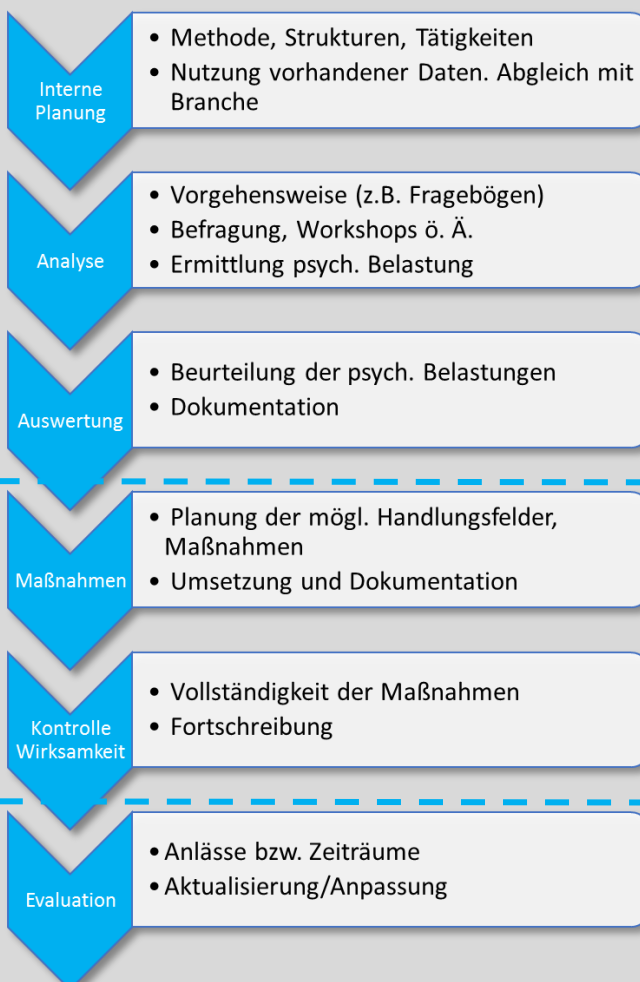 Interne
Planung
• Methode, Strukturen, Tätigkeiten
• Nutzung vorhandener Daten. Abgleich mit
Branche
Analyse
• Vorgehensweise (z.B. Fragebögen)
• Befragung, Workshops ö. Ä.
• Ermittlung psych. Belastung
Auswertung
• Beurteilung der psych. Belastungen
• Dokumentation
Maßnahmen
• Planung der mögl. Handlungsfelder,
Maßnahmen
• Umsetzung und Dokumentation
Kontrolle
Wirksamkeit
• Vollständigkeit der Maßnahmen
• Fortschreibung
Evaluation
• Anlässe bzw. Zeiträume
• Aktualisierung/Anpassung